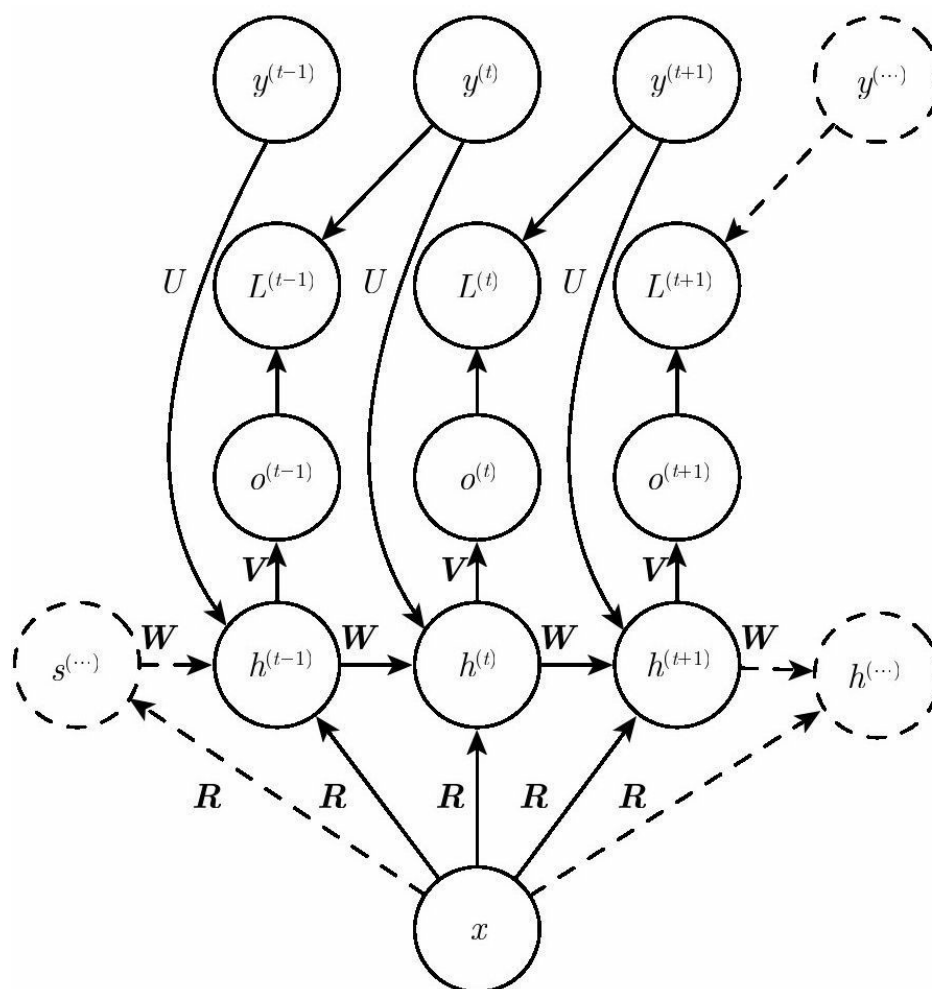 y^(t−1) y^(t) y^(t+1) y^(···)
U L^(t−1) U L^(t) U L^(t+1)
o^(t−1) o^(t) o^(t+1)
V V V
W W W W
s^(···) h^(t−1) h^(t) h^(t+1) h^(···)
R R R R R
x